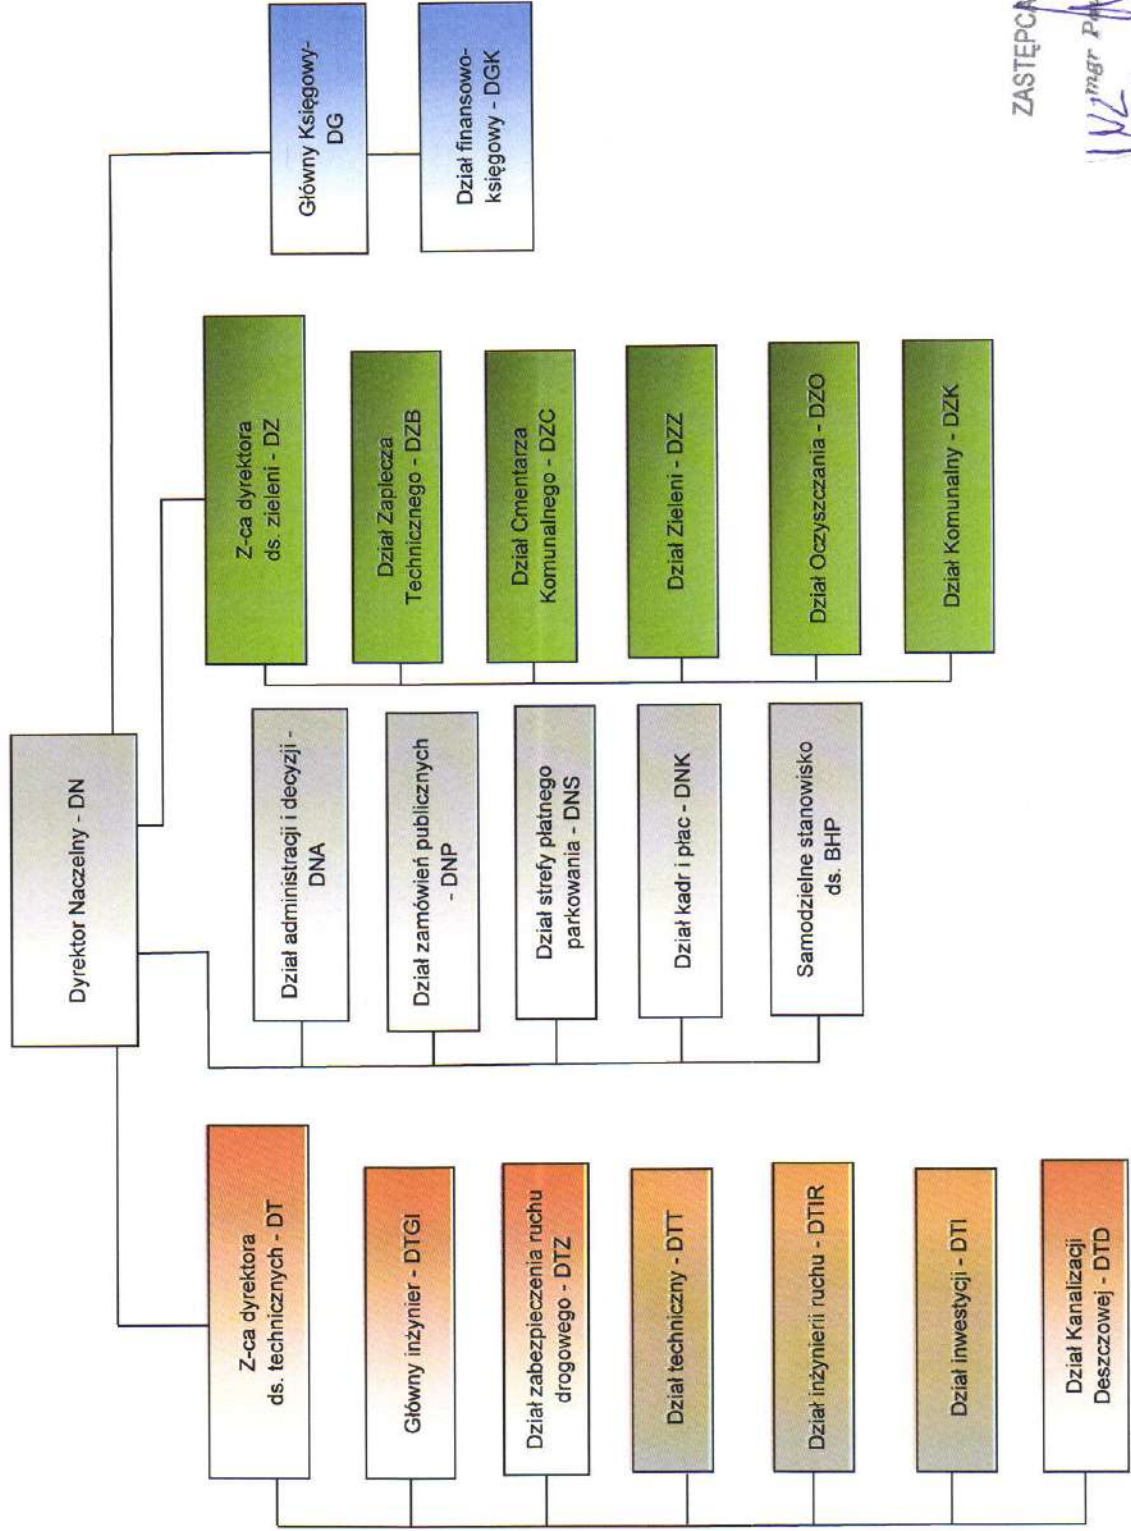 Dyrektor Naczelny - DN
Z-ca dyrektora
ds. technicznych - DT
Główny inżynier - DTGI
Dział zabezpieczenia ruchu
drogowego - DTZ
Dział techniczny - DTT
Dział inżynierii ruchu - DTIR
Dział inwestycji - DTI
Dział Kanalizacji
Deszczowej - DTD
Dział administracji i decyzji -
DNA
Dział zamówień publicznych
- DNP
Dział strefy płatnego
parkowania - DNS
Dział kadr i płac - DNK
Samodzielne stanowisko
ds. BHP
Z-ca dyrektora
ds. zieleni - DZ
Dział Zaplecza
Technicznego - DZB
Dział Cmentarza
Komunalnego - DZC
Dział Zieleni - DZZ
Dział Oczyszczania - DZO
Dział Komunalny - DZK
Główny Księgowy-
DG
Dział finansowo-
księgowy - DGK
ZASTĘPCA
mgr